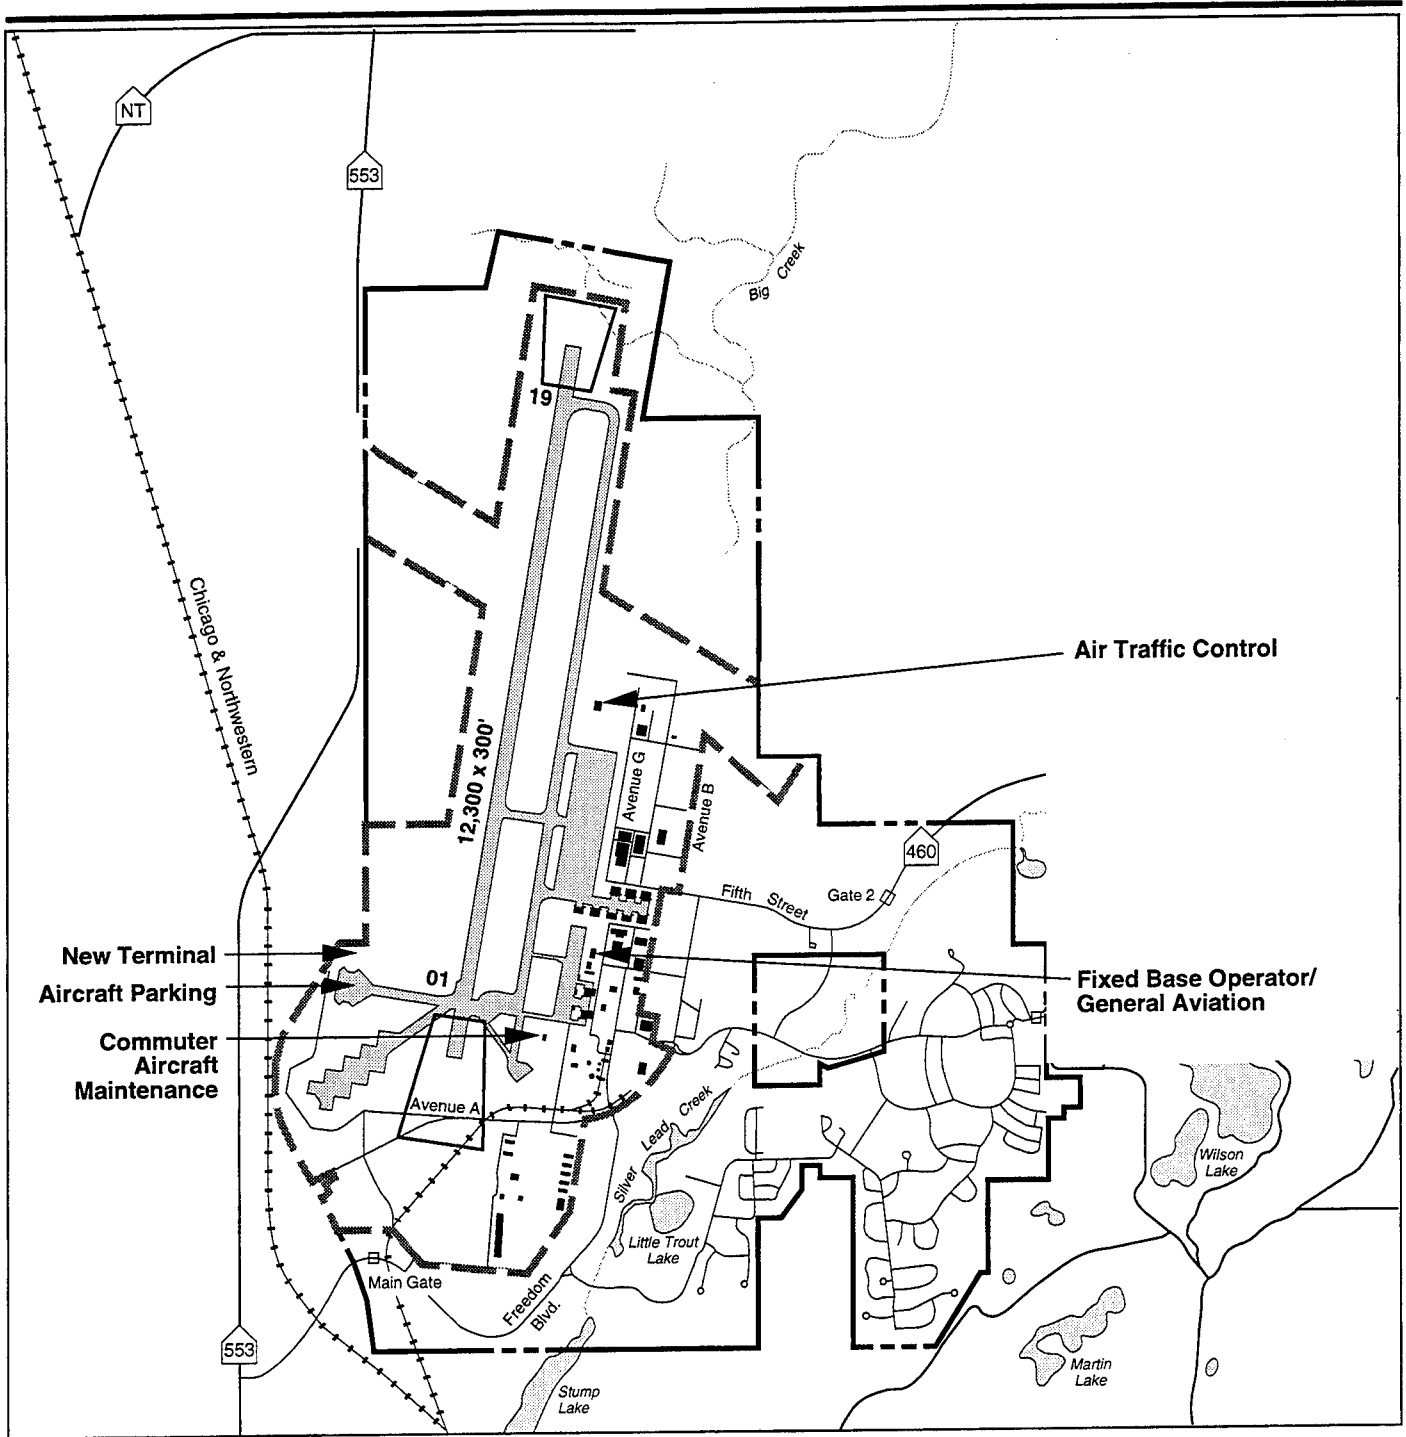 NT
553
Big Creek
19
Chicago & Northwestern
Air Traffic Control
12,300 x 300'
Avenue G
Avenue B
460
Gate 2
Fifth Street
New Terminal
01
Aircraft Parking
Fixed Base Operator/
General Aviation
Commuter
Aircraft
Maintenance
Avenue A
Silver Lead Creek
Wilson
Lake
Little Trout
Lake
Main Gate
Freedom
Blvd.
553
Martin
Lake
Stump
Lake